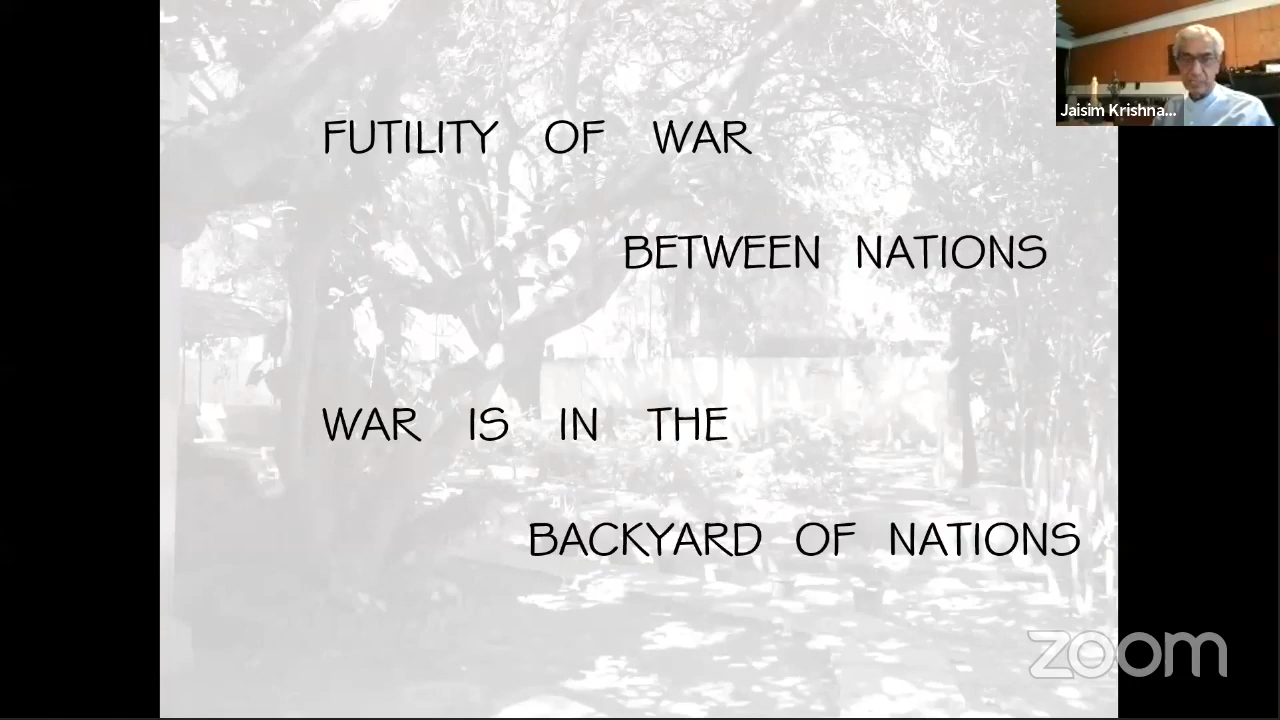 Jaisim Krishna...
FUTILITY OF WAR
BETWEEN NATIONS
WAR IS IN THE
BACKYARD OF NATIONS
zoom